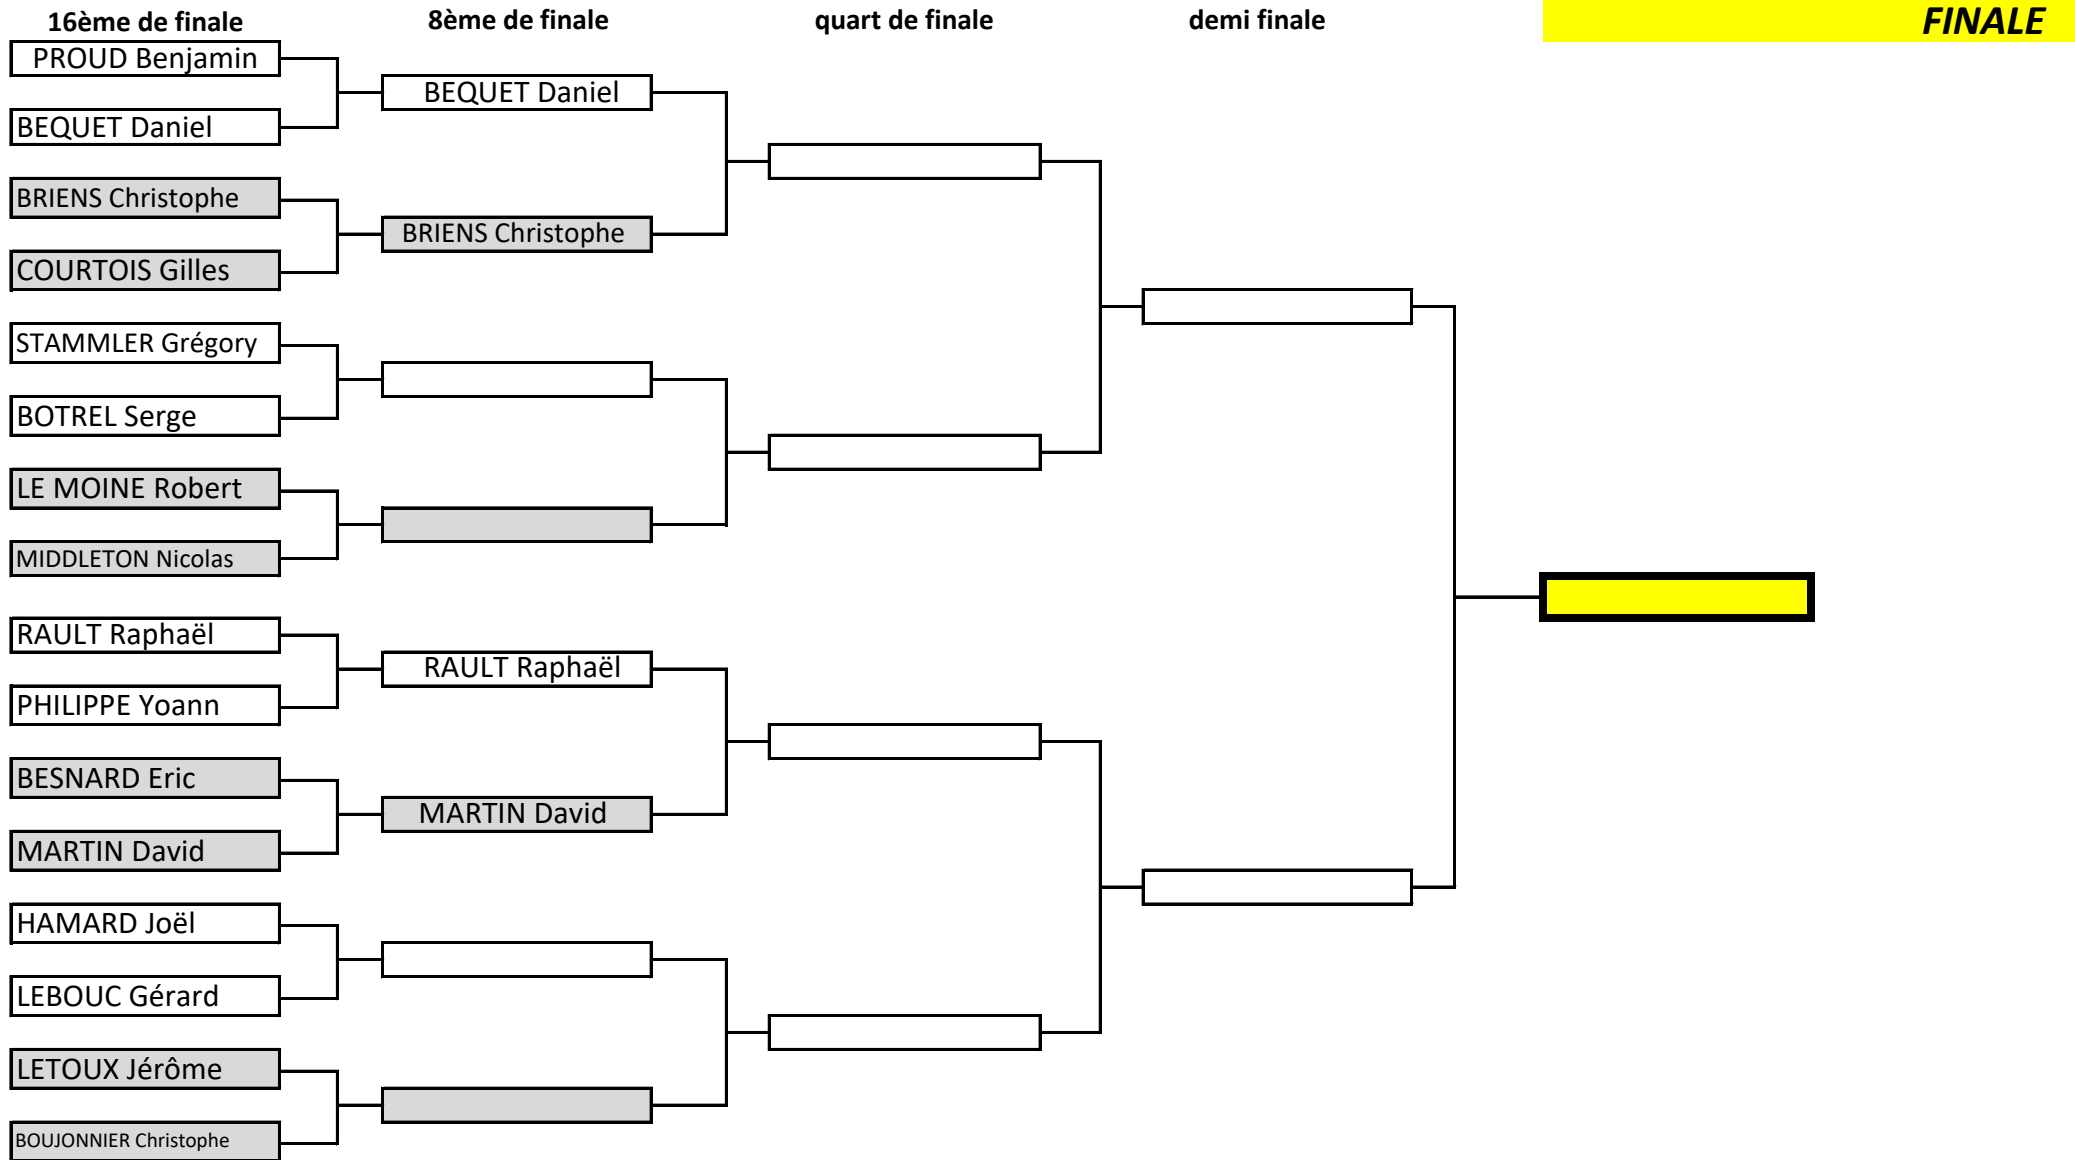 16ème de finale
8ème de finale
quart de finale
demi finale
FINALE
PROUD Benjamin
BEQUET Daniel
BEQUET Daniel
BRIENS Christophe
BRIENS Christophe
COURTOIS Gilles
STAMMLER Grégory
BOTREL Serge
LE MOINE Robert
MIDDLETON Nicolas
RAULT Raphaël
RAULT Raphaël
PHILIPPE Yoann
BESNARD Eric
MARTIN David
MARTIN David
HAMARD Joël
LEBOUC Gérard
LETOUX Jérôme
BOUJONNIER Christophe